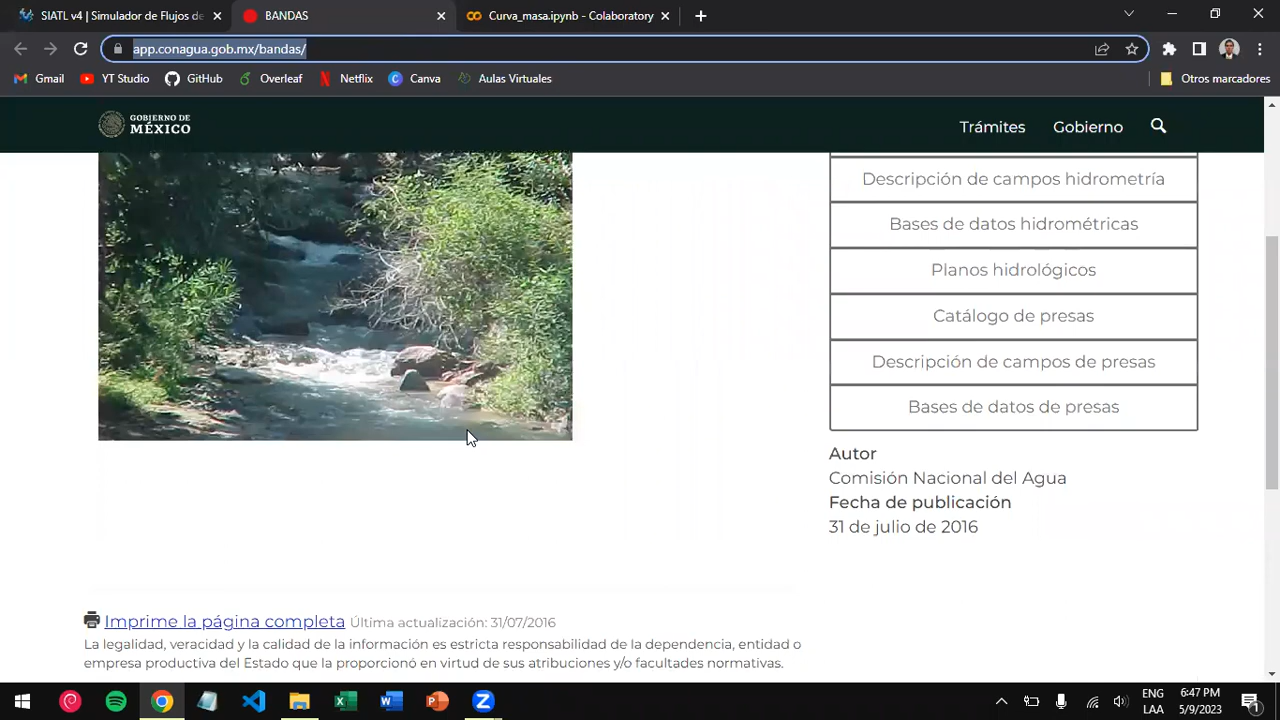 SIATL v4 | Simulador de Flujos de
BANDAS
Curva_masa.ipynb - Colaboratory
app.conagua.gob.mx/bandas/
Gmail
YT Studio
GitHub
Overleaf
Netflix
Canva
Aulas Virtuales
Otros marcadores
GOBIERNO DE
MÉXICO
Trámites
Gobierno
Descripción de campos hidrometría
Bases de datos hidrométricas
Planos hidrológicos
Catálogo de presas
Descripción de campos de presas
Bases de datos de presas
Autor
Comisión Nacional del Agua
Fecha de publicación
31 de julio de 2016
Imprime la página completa Última actualización: 31/07/2016
La legalidad, veracidad y la calidad de la información es estricta responsabilidad de la dependencia, entidad o
empresa productiva del Estado que la proporcionó en virtud de sus atribuciones y/o facultades normativas.
ENG
LAA
6:47 PM
5/9/2023